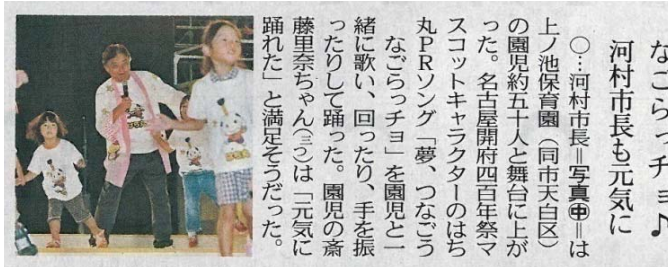 なごらっチョ♪
河村市長も元気に
○…河村市長＝写真㊥＝は
上ノ池保育園（同市天白区）
の園児約五十人と舞台に上が
った。名古屋開府四百年祭マ
スコットキャラクターのはち
丸ＰＲソング「夢、つなごう
なごらっチョ」を園児と一
緒に歌い、回ったり、手を振
ったりして踊った。園児の斎
藤里奈ちゃん（三つ）は「元気に
踊れた」と満足そうだった。